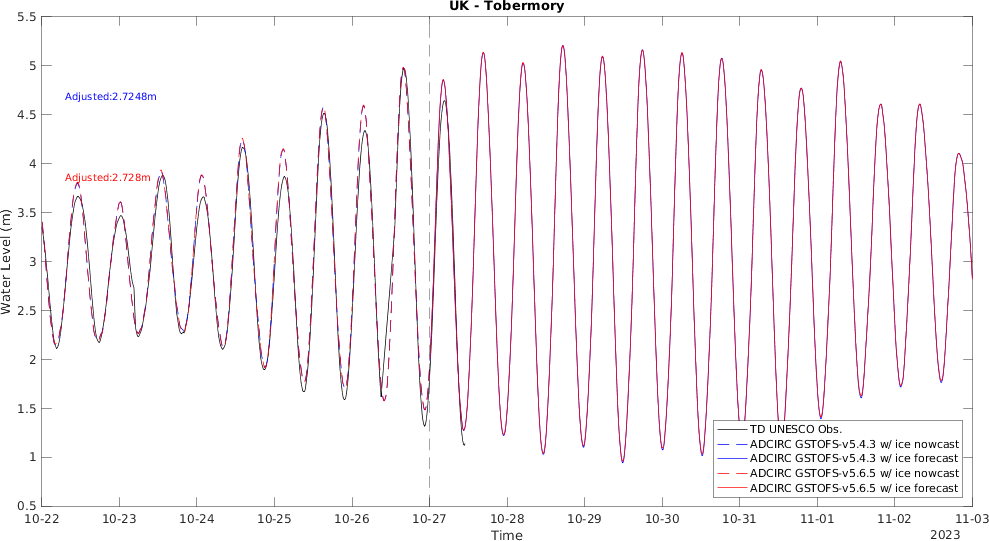 UK - Tobermory
5.5
5
4.5
4
3.5
3
2.5
2
1.5
1
0.5
Water Level (m)
Adjusted:2.7248m
Adjusted:2.728m
TD UNESCO Obs.
ADCIRC GSTOFS-v5.4.3 w/ ice nowcast
ADCIRC GSTOFS-v5.4.3 w/ ice forecast
ADCIRC GSTOFS-v5.6.5 w/ ice nowcast
ADCIRC GSTOFS-v5.6.5 w/ ice forecast
10-22 10-23 10-24 10-25 10-26 10-27 10-28 10-29 10-30 10-31 11-01 11-02 11-03
Time
2023